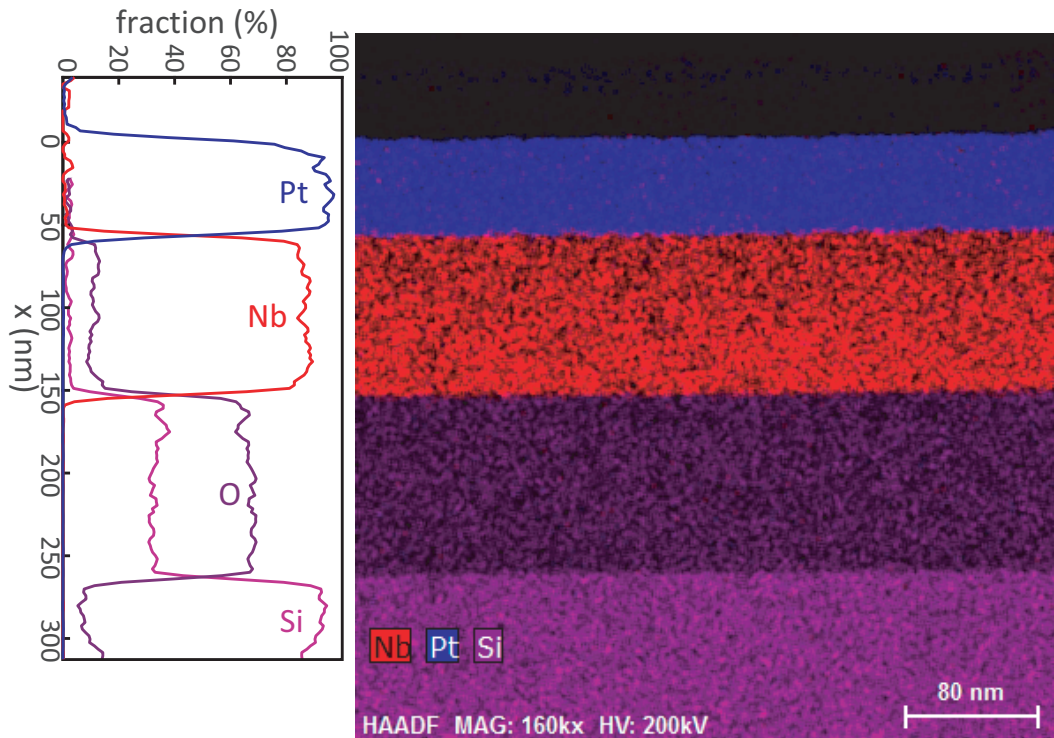 fraction (%)
0 20 40 60 80 100
x (nm)
0
50
100
150
200
250
300
Pt
Nb
O
Si
Nb Pt Si
80 nm
HAADF MAG: 160kx HV: 200kV